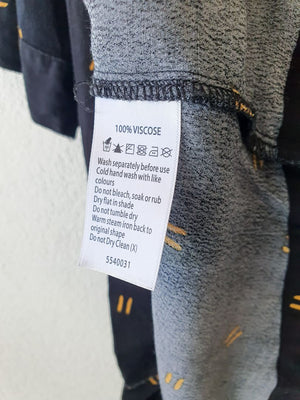 100% VISCOSE
Wash separately before use
Cold hand wash with like
colours
Do not bleach, soak or rub
Dry flat in shade
Do not tumble dry
Warm steam iron back to
original shape
Do not Dry Clean (X)
5540031